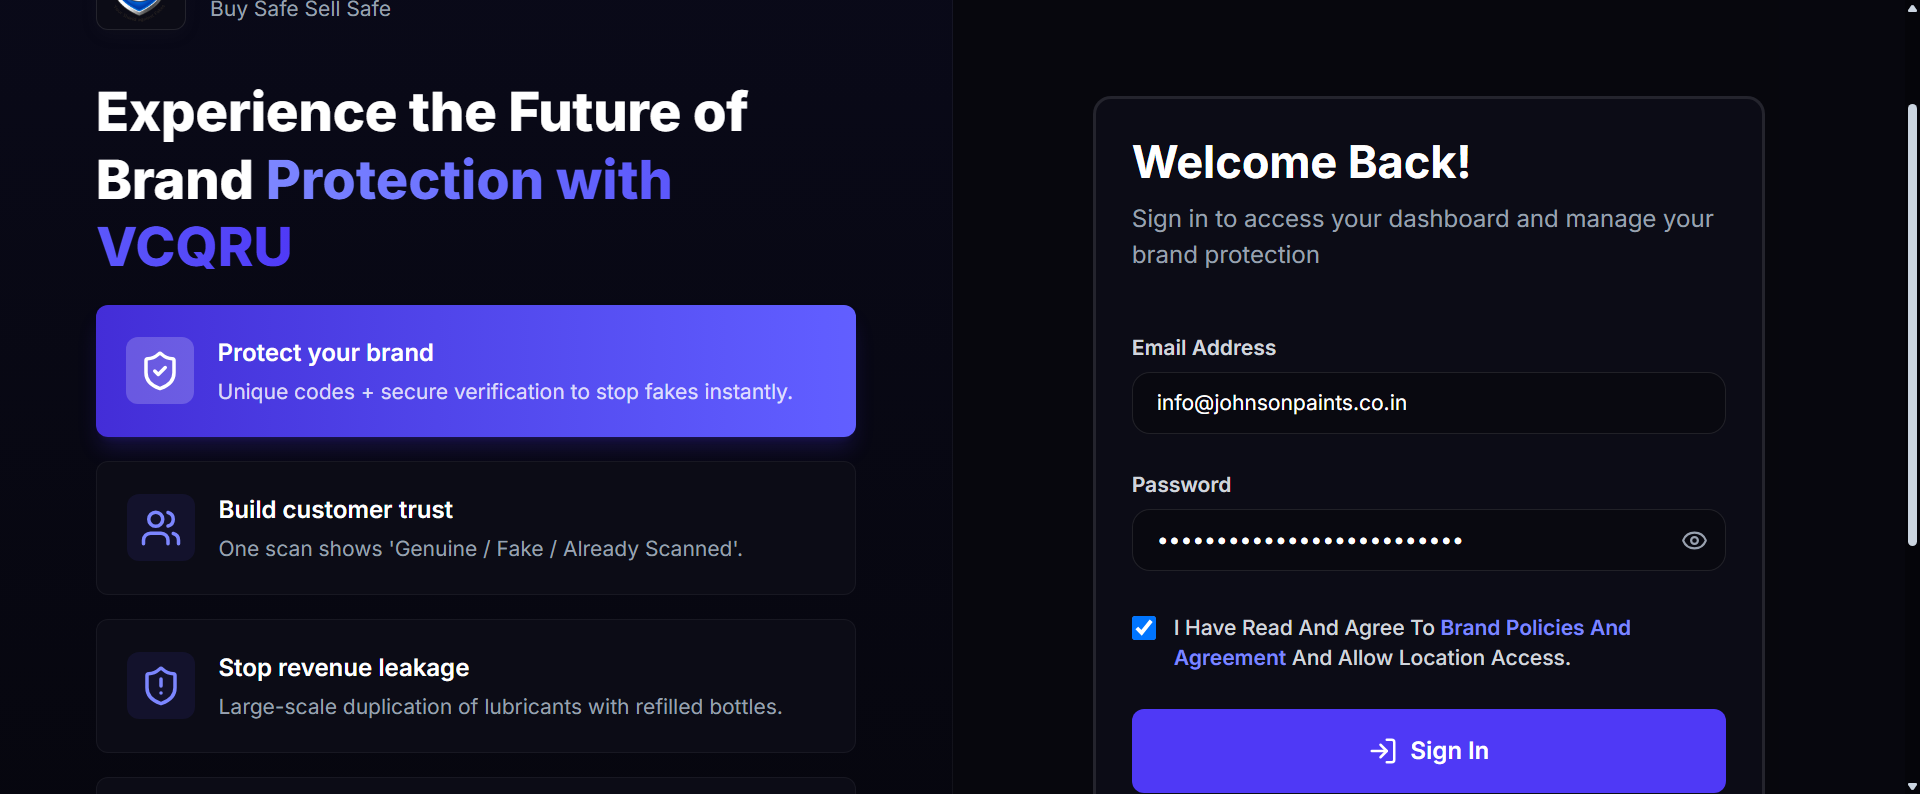 Buy Safe Sell Safe
Experience the Future of
Brand Protection with
VCQRU
Protect your brand
Unique codes + secure verification to stop fakes instantly.
Build customer trust
One scan shows 'Genuine / Fake / Already Scanned'.
Stop revenue leakage
Large-scale duplication of lubricants with refilled bottles.
Welcome Back!
Sign in to access your dashboard and manage your
brand protection
Email Address
info@johnsonpaints.co.in
Password
••••••••••••••••••••••••••
I Have Read And Agree To Brand Policies And
Agreement And Allow Location Access.
Sign In